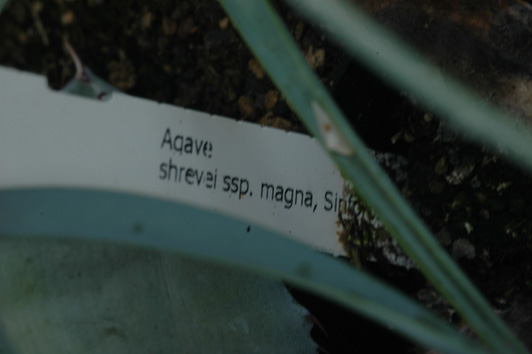 Agave
shrevei ssp. magna,